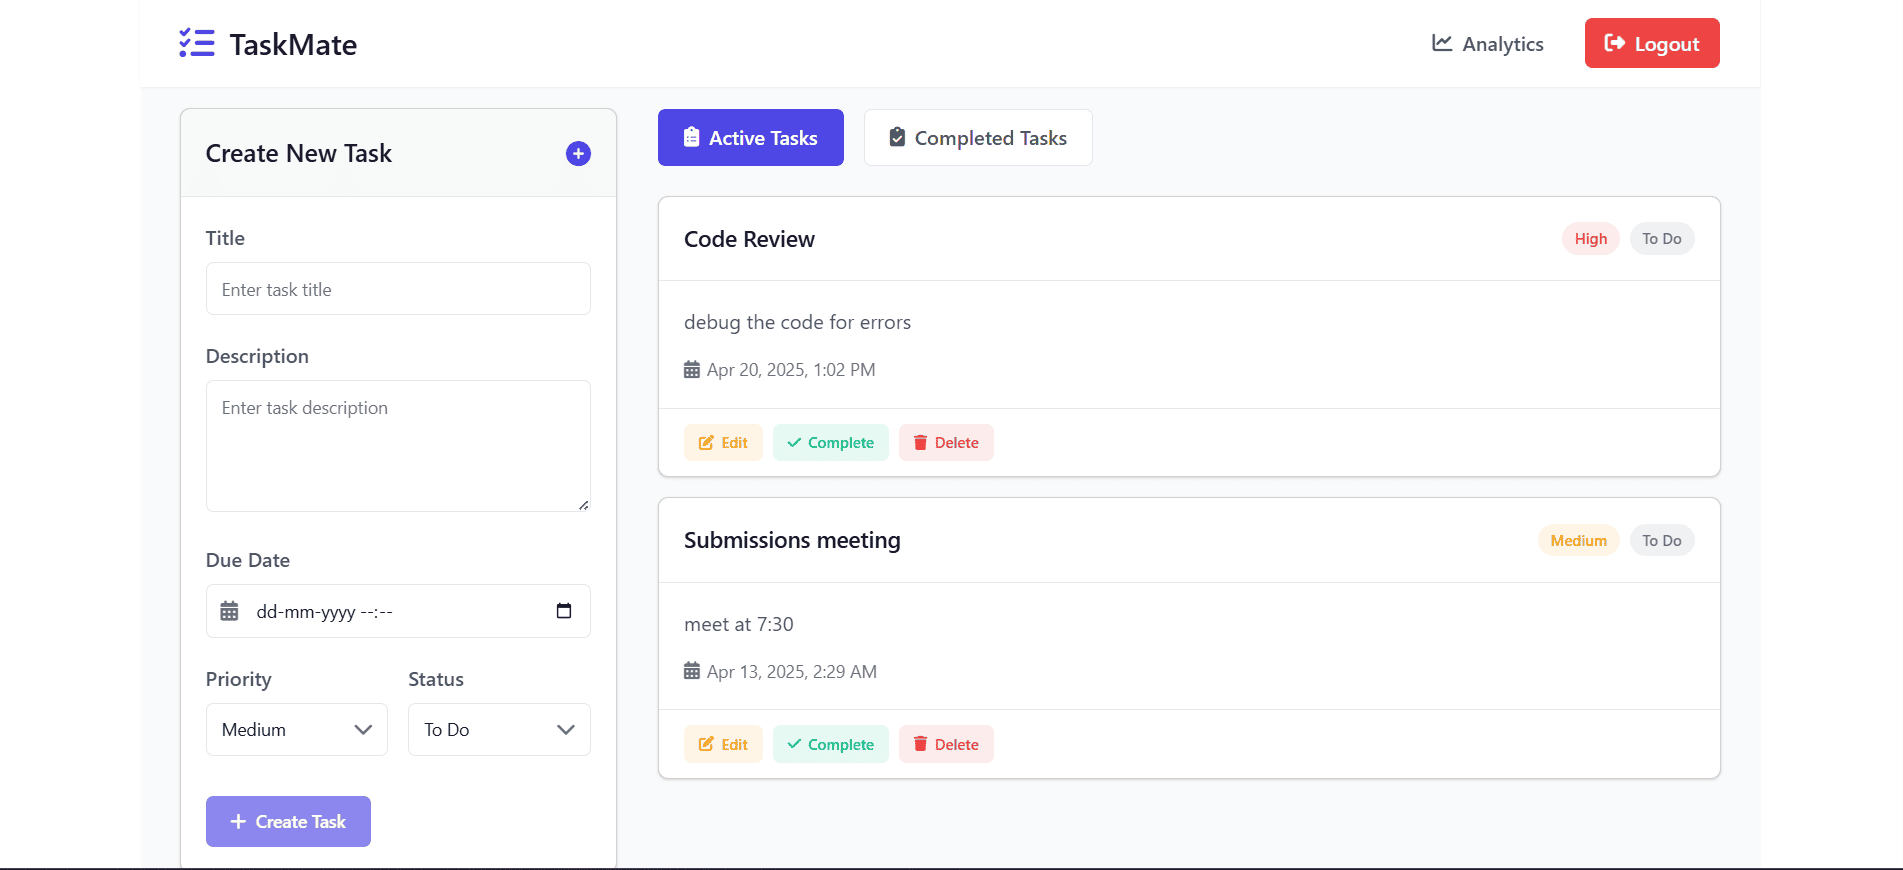 TaskMate
Analytics
Logout
Create New Task
Title
Enter task title
Description
Enter task description
Due Date
dd-mm-yyyy --:--
Priority
Status
Medium
To Do
Create Task
Active Tasks
Completed Tasks
Code Review
High
To Do
debug the code for errors
Apr 20, 2025, 1:02 PM
Edit
Complete
Delete
Submissions meeting
Medium
To Do
meet at 7:30
Apr 13, 2025, 2:29 AM
Edit
Complete
Delete